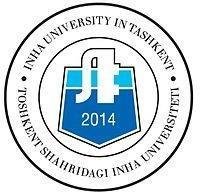 INHA UNIVERSITY IN TASHKENT
2014
TOSHKENT SHAHRIDAGI INHA UNIVERSITETI